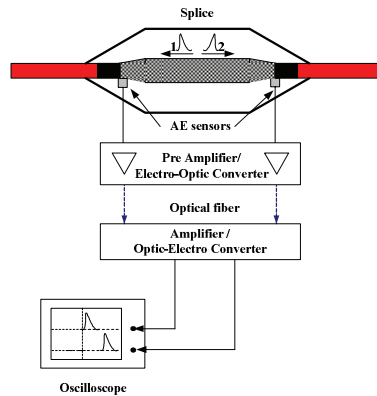 Splice
1 2
AE sensors
Pre Amplifier/
Electro-Optic Converter
Optical fiber
Amplifier /
Optic-Electro Converter
Oscilloscope